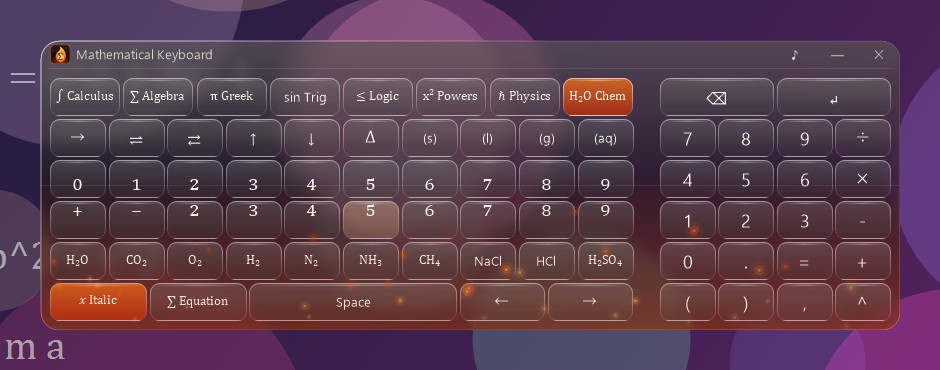 Mathematical Keyboard ♪ — ×
∫ Calculus ∑ Algebra π Greek sin Trig ≤ Logic x² Powers ℎ Physics H₂O Chem ⌫ ↲
→ ⇌ ⇄ ↑ ↓ Δ (s) (l) (g) (aq) 7 8 9 ÷
0 1 2 3 4 5 6 7 8 9 4 5 6 ×
+ − 2 3 4 5 6 7 8 9 1 2 3 -
o^2
H₂O CO₂ O₂ H₂ N₂ NH₃ CH₄ NaCl HCl H₂SO₄ 0 . = +
x Italic ∑ Equation Space ← → ( ) , ^
ma